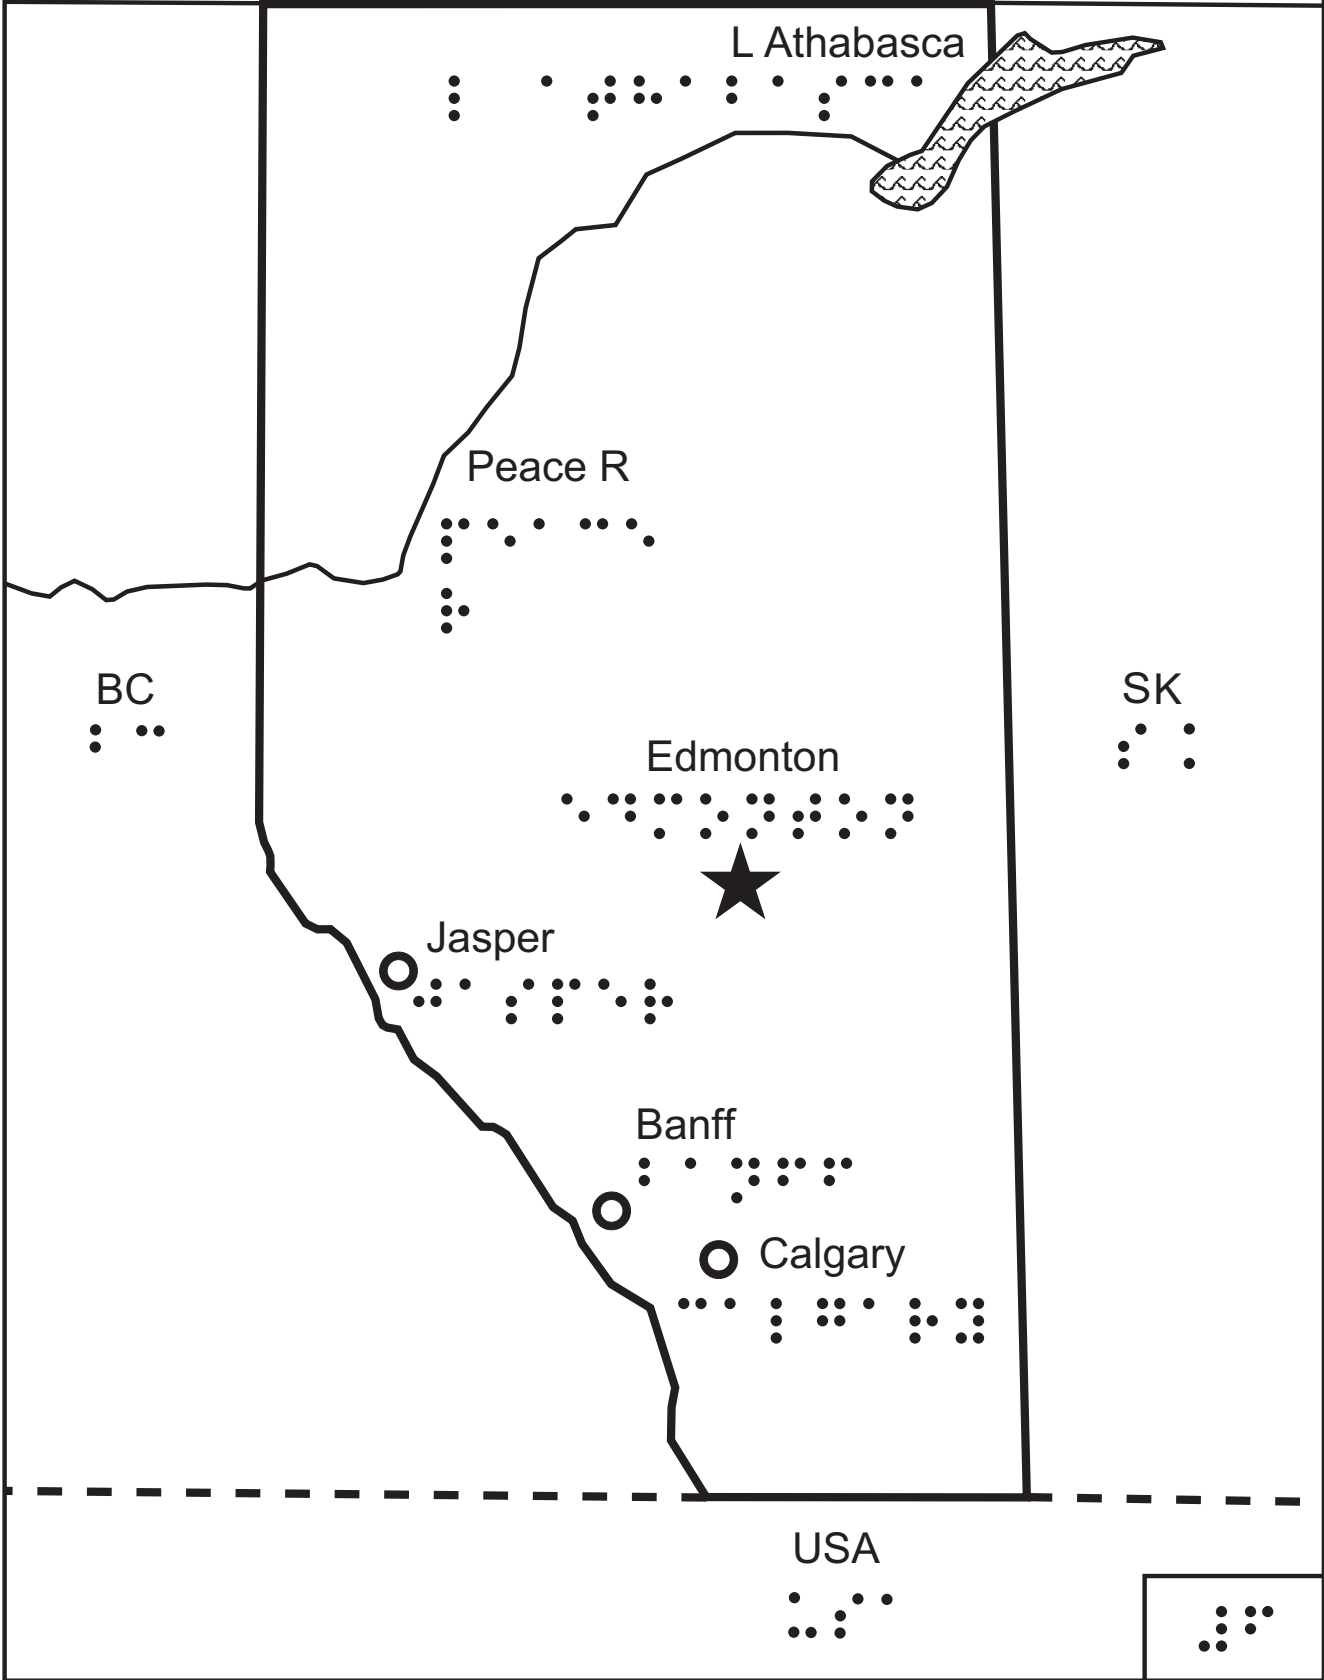 L Athabasca
⠇ ⠁⠞⠓⠁⠃⠁⠎⠉⠁
Peace R
⠏⠑⠁⠉⠑
⠗
BC
⠃⠉
SK
⠎⠅
Edmonton
⠑⠙⠍⠕⠝⠞⠕⠝
Jasper
⠚⠁⠎⠏⠑⠗
Banff
⠃⠁⠝⠋⠋
Calgary
⠉⠁⠇⠛⠁⠗⠽
USA
⠥⠎⠁
⠼⠋